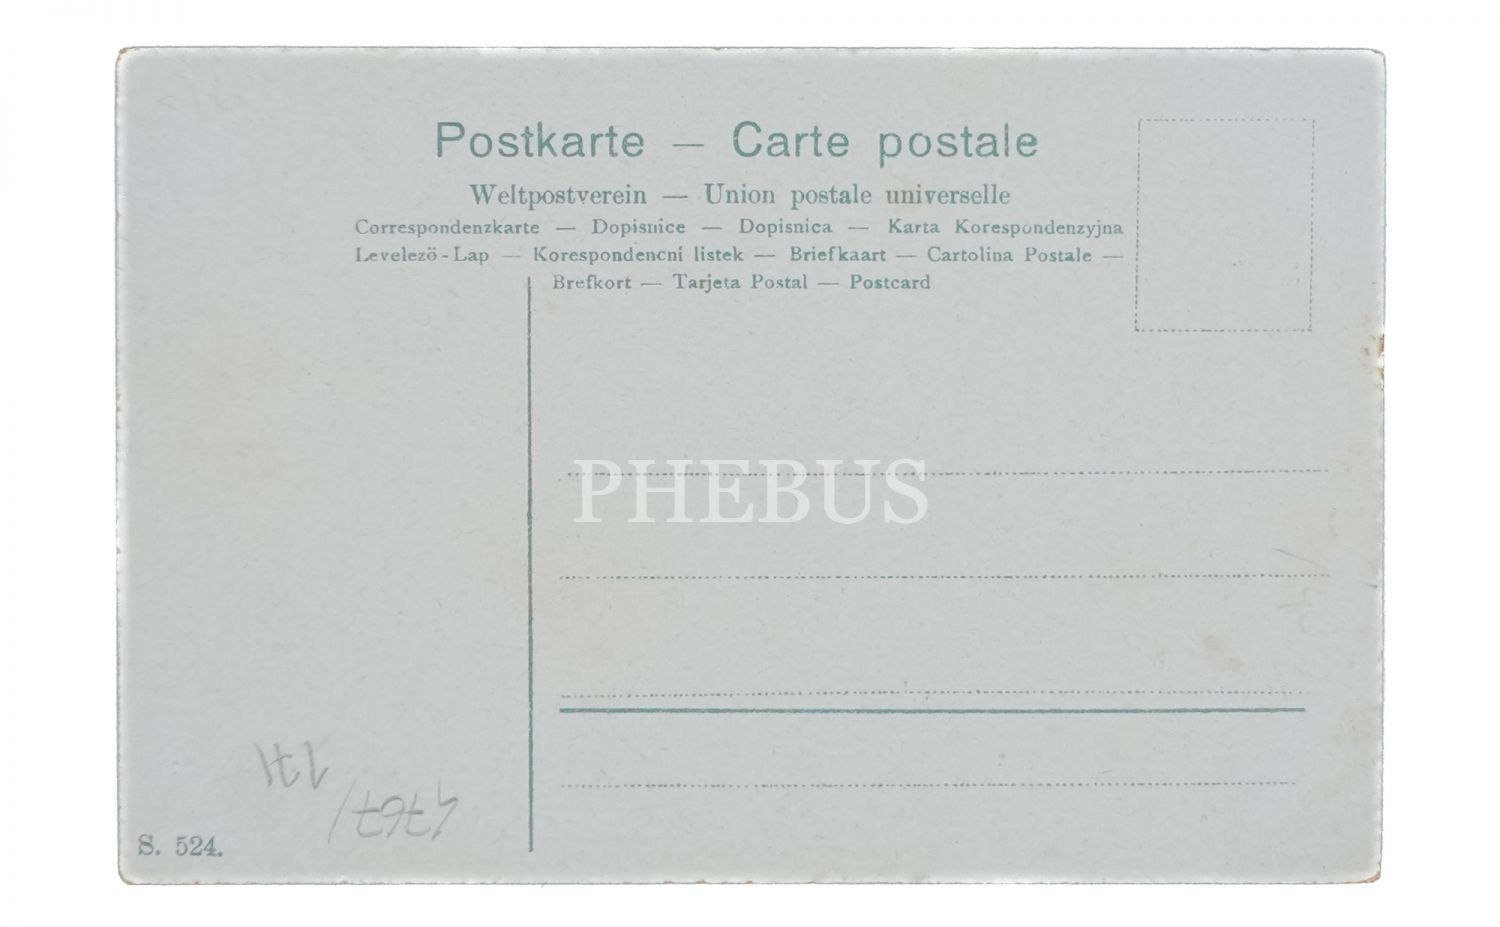 Postkarte — Carte postale
Weltpostverein — Union postale universelle
Correspondenzkarte — Dopisnice — Dopisnica — Karta Korespondenzyjna
Levelezö-Lap — Korespondencní listek — Briefkaart — Cartolina Postale —
Brefkort — Tarjeta Postal — Postcard
PHEBUS
S. 524.